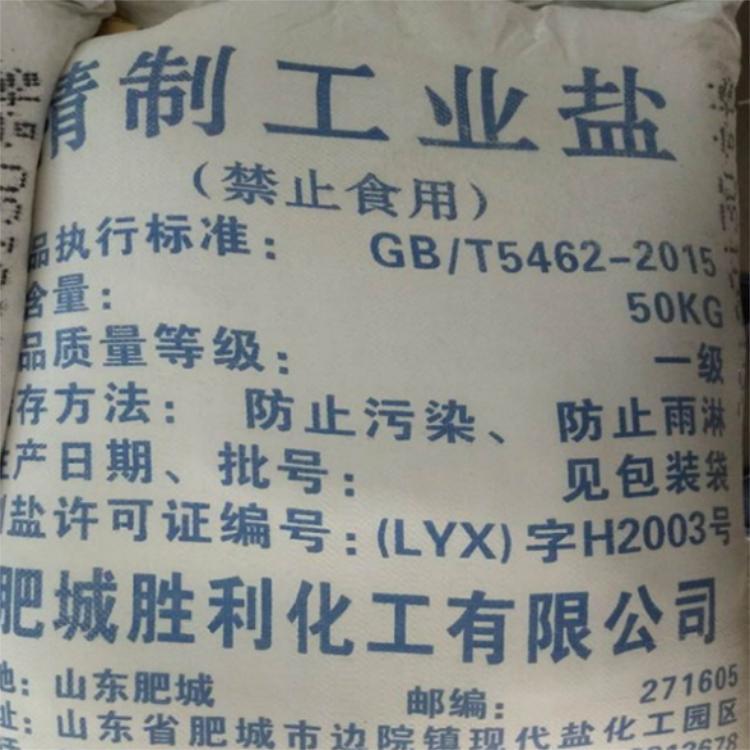 精制工业盐
(禁止食用)
品执行标准: GB/T5462-2015
含量: 50KG
品质量等级: 一级
存方法: 防止污染、防止雨淋
生产日期、批号: 见包装袋
制盐许可证编号:(LYX)字H2003号
肥城胜利化工有限公司
地: 山东肥城 邮编: 271605
址: 山东省肥城市边院镇现代盐化工园区